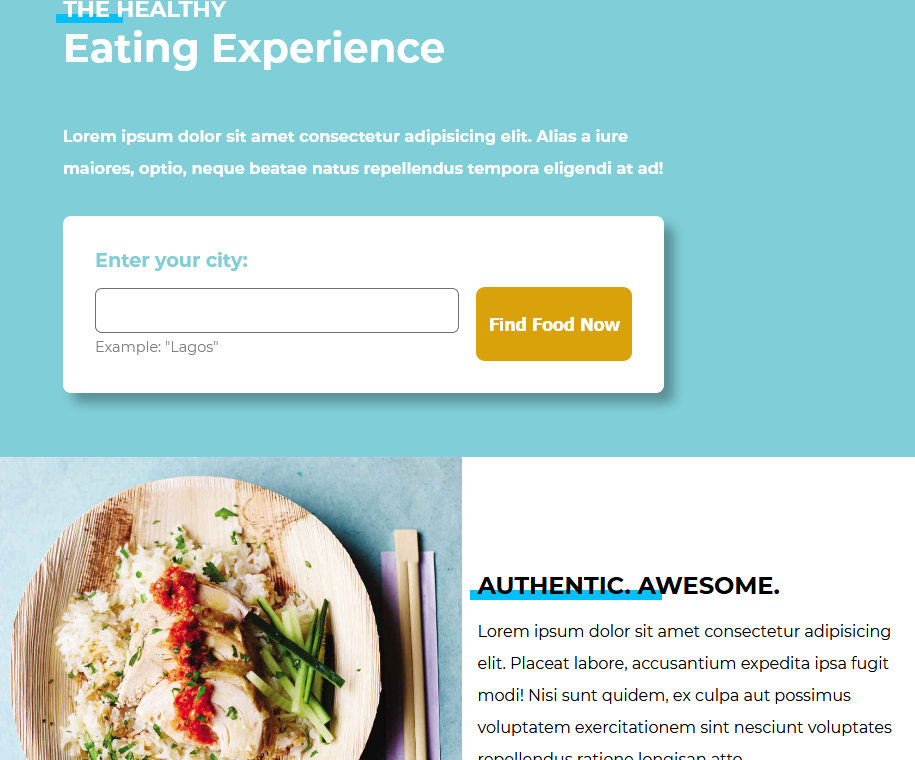 THE HEALTHY
Eating Experience
Lorem ipsum dolor sit amet consectetur adipisicing elit. Alias a iure
maiores, optio, neque beatae natus repellendus tempora eligendi at ad!
Enter your city:
Find Food Now
Example: "Lagos"
AUTHENTIC. AWESOME.
Lorem ipsum dolor sit amet consectetur adipisicing
elit. Placeat labore, accusantium expedita ipsa fugit
modi! Nisi sunt quidem, ex culpa aut possimus
voluptatem exercitationem sint nesciunt voluptates
repellendus ratione